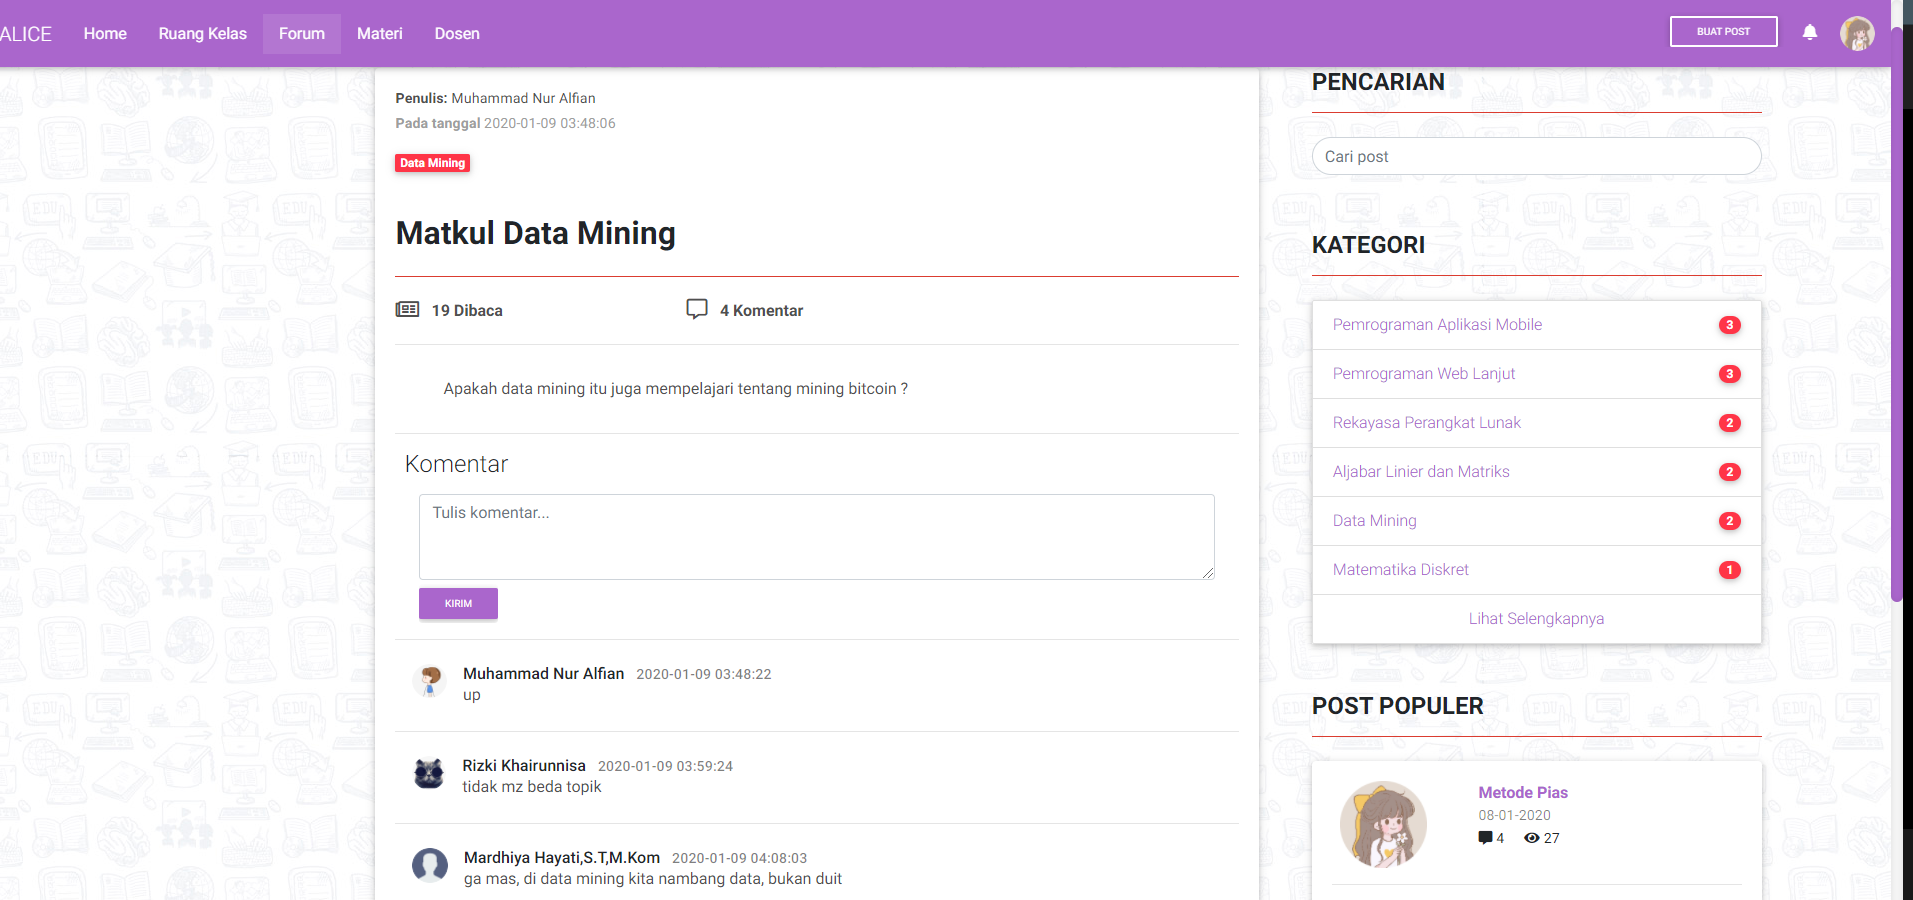 ALICE Home Ruang Kelas Forum Materi Dosen BUAT POST
Penulis: Muhammad Nur Alfian
Pada tanggal 2020-01-09 03:48:06
Data Mining
Matkul Data Mining
19 Dibaca 4 Komentar
Apakah data mining itu juga mempelajari tentang mining bitcoin ?
Komentar
Tulis komentar...
KIRIM
Muhammad Nur Alfian 2020-01-09 03:48:22
up
Rizki Khairunnisa 2020-01-09 03:59:24
tidak mz beda topik
Mardhiya Hayati,S.T,M.Kom 2020-01-09 04:08:03
ga mas, di data mining kita nambang data, bukan duit
PENCARIAN
Cari post
KATEGORI
Pemrograman Aplikasi Mobile 3
Pemrograman Web Lanjut 3
Rekayasa Perangkat Lunak 2
Aljabar Linier dan Matriks 2
Data Mining 2
Matematika Diskret 1
Lihat Selengkapnya
POST POPULER
Metode Pias
08-01-2020
4 27